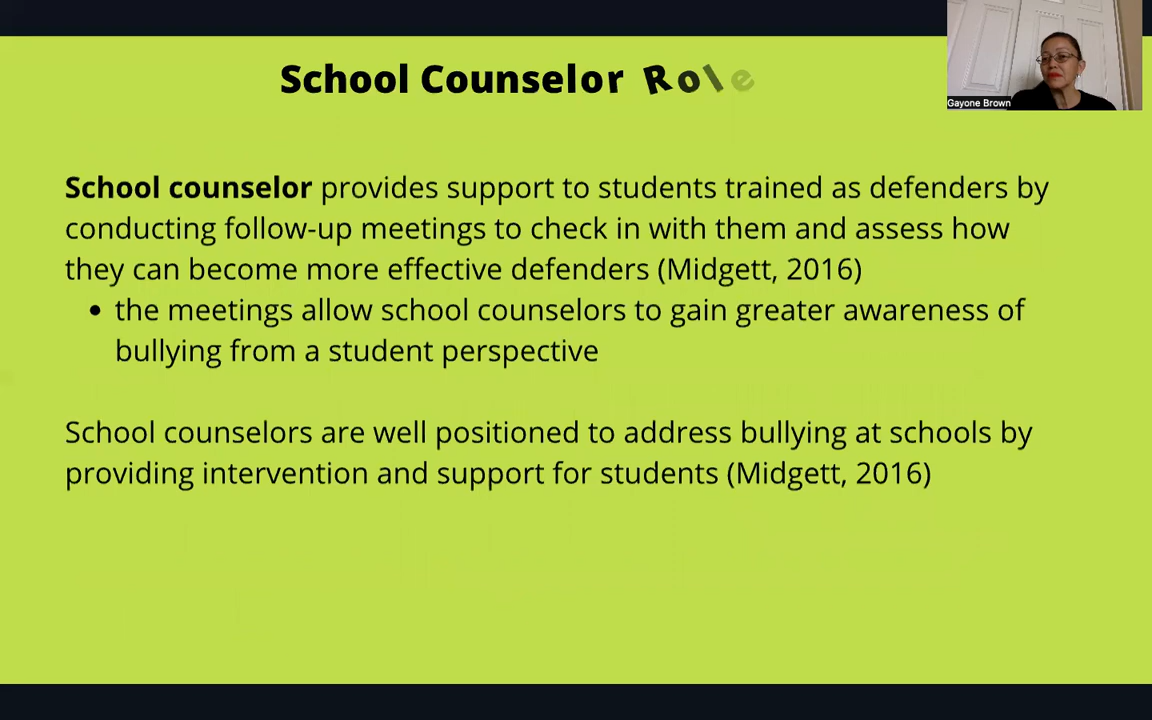 School Counselor Role
Gayone Brown
School counselor provides support to students trained as defenders by
conducting follow-up meetings to check in with them and assess how
they can become more effective defenders (Midgett, 2016)
• the meetings allow school counselors to gain greater awareness of
bullying from a student perspective
School counselors are well positioned to address bullying at schools by
providing intervention and support for students (Midgett, 2016)